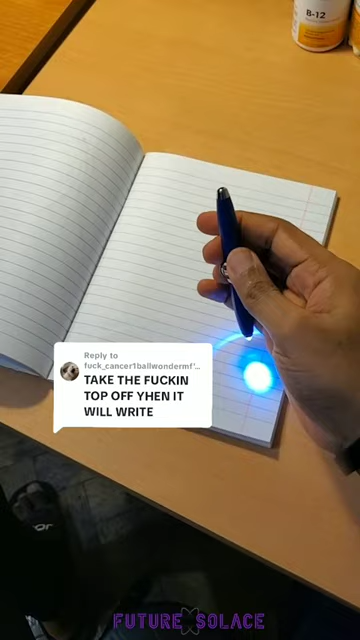 B-12
Reply to
fuck_cancer1ballwondermf'...
TAKE THE FUCKIN
TOP OFF YHEN IT
WILL WRITE
FUTURE SOLACE